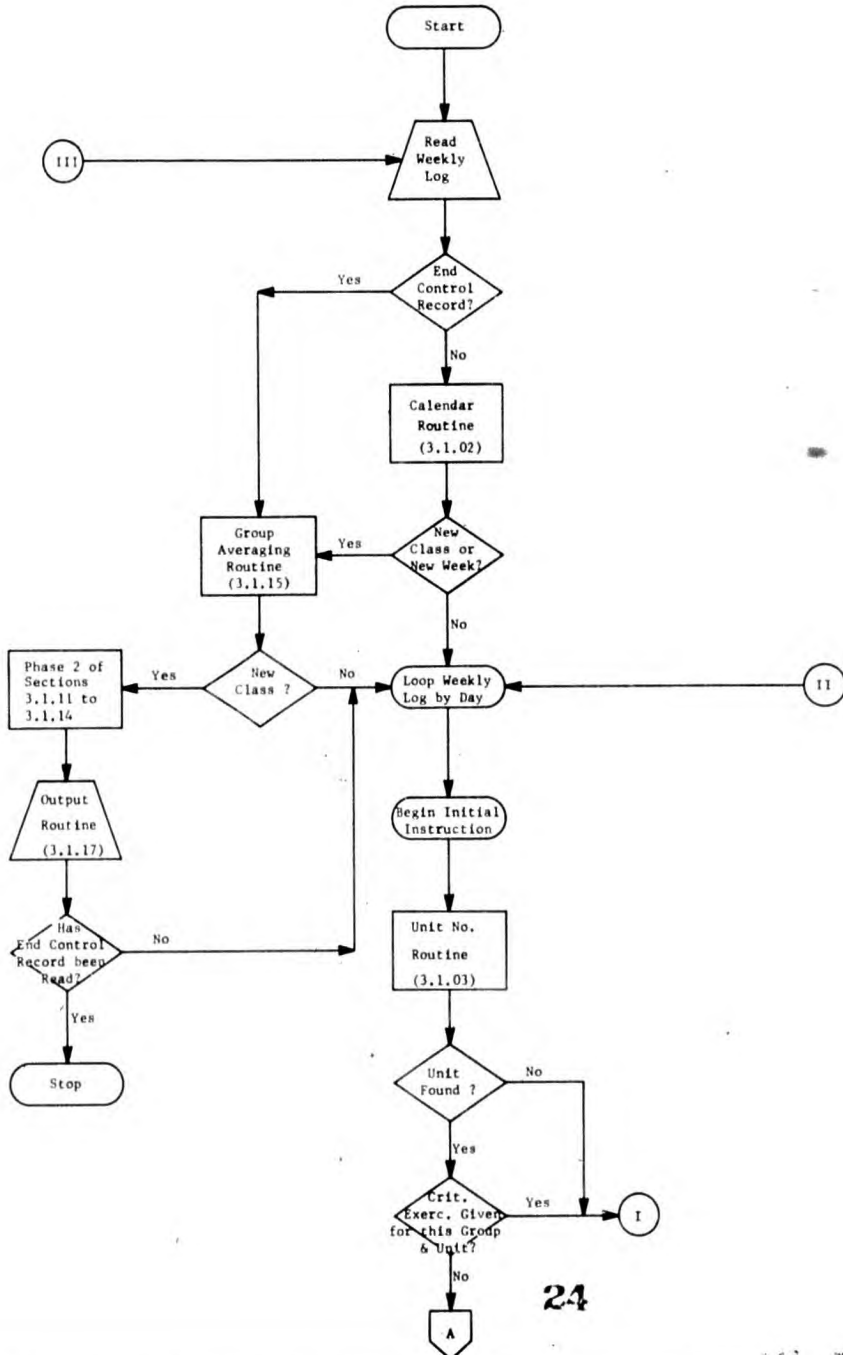 Start
III
Read
Weekly
Log
End
Control
Record?
Yes
No
Calendar
Routine
(3.1.02)
Group
Averaging
Routine
(3.1.15)
Yes
New
Class or
New Week?
No
Phase 2 of
Sections
3.1.11 to
3.1.14
Yes
New
Class ?
No
Loop Weekly
Log by Day
II
Output
Routine
(3.1.17)
Begin Initial
Instruction
Has
End Control
Record been
Read?
No
Yes
Stop
Unit No.
Routine
(3.1.03)
Unit
Found ?
No
Yes
Crit.
Exerc. Given
for this Group
& Unit?
Yes
I
No
24
A